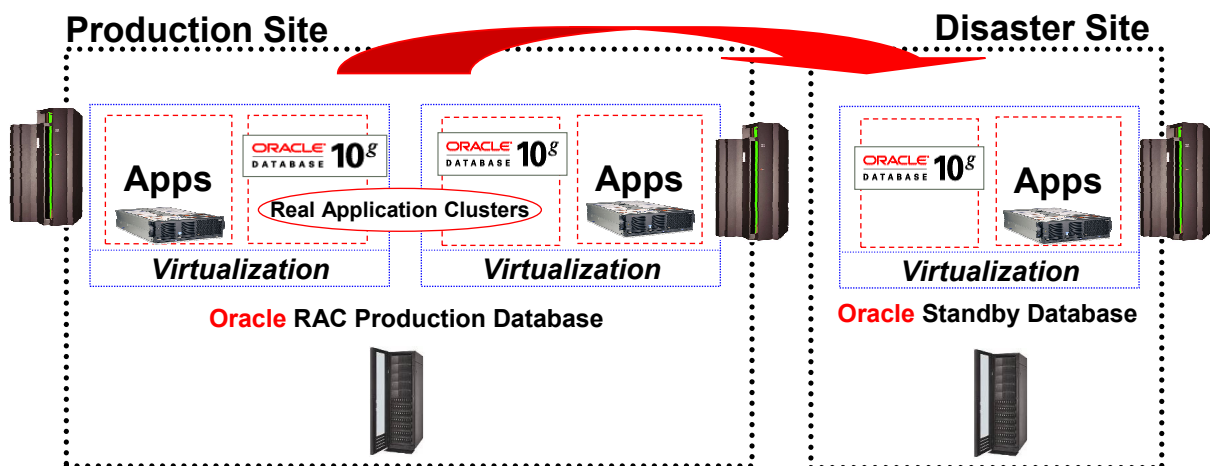 Production Site
Disaster Site
Apps
ORACLE DATABASE 10g
ORACLE DATABASE 10g
Apps
Real Application Clusters
Virtualization
Virtualization
Oracle RAC Production Database
ORACLE DATABASE 10g
Apps
Virtualization
Oracle Standby Database